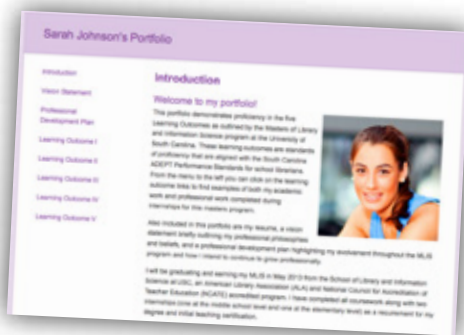 Sarah Johnson's Portfolio
Introduction
Vision Statement
Professional
Development Plan
Learning Outcome I
Learning Outcome II
Learning Outcome III
Learning Outcome IV
Learning Outcome V
Introduction
Welcome to my portfolio!
This portfolio demonstrates proficiency in the five
Learning Outcomes as outlined by the Masters of Library
and Information Science program at the University of
South Carolina. These learning outcomes are standards
of proficiency that are aligned with the South Carolina
ADEPT Performance Standards for school librarians.
From the menu to the left you can click on the learning
outcome links to find examples of both my academic
work and professional work completed during
internships for this masters program.
Also included in this portfolio are my resume, a vision
statement briefly outlining my professional philosophies
and beliefs, and a professional development plan highlighting my involvement throughout the MLIS
program and how I intend to continue to grow professionally.
I will be graduating and earning my MLIS in May 2013 from the School of Library and Information
Science at USC, an American Library Association (ALA) and National Council for Accreditation of
Teacher Education (NCATE) accredited program. I have completed all coursework along with two
internships (one at the middle school level and one at the elementary level) as a requirement for my
degree and initial teaching certification.